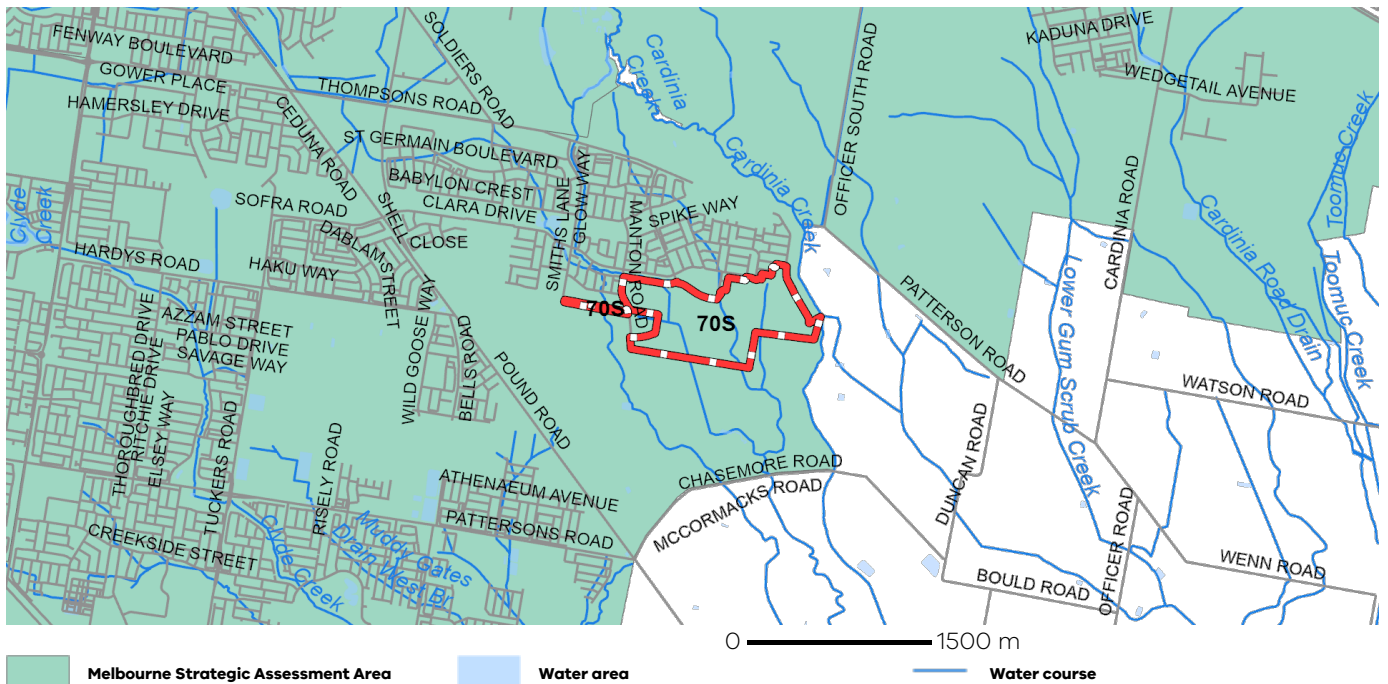 FENWAY BOULEVARD
GOWER PLACE
HAMERSLEY DRIVE
SOLDIERS ROAD
THOMPSONS ROAD
CEDUNA ROAD
ST GERMAIN BOULEVARD
BABYLON CREST
CLARA DRIVE
SOFRA ROAD
SHELL
CLOSE
DABLAM STREET
HAKU WAY
HARDYS ROAD
Clyde
Creek
SMITHS LANE
GLOW WAY
MANTON ROAD
SPIKE WAY
Cardinia
Creek
Cardinia Creek
OFFICER SOUTH ROAD
KADUNA DRIVE
WEDGETAIL AVENUE
CARDINIA ROAD
Cardinia Road Drain
Toomuc Creek
Toomuc Creek
Lower Gum Scrub Creek
PATTERSON ROAD
WATSON ROAD
70S
70S
AZZAM STREET
PABLO DRIVE
SAVAGE WAY
THOROUGHBRED DRIVE
RITCHIE DRIVE
ELSEY WAY
TUCKERS ROAD
WILD GOOSE WAY
BELLS ROAD
POUND ROAD
RISELY ROAD
ATHENAEUM AVENUE
PATTERSONS ROAD
CREEKSIDE STREET
Clyde Creek
Muddy Gates
Drain West Br
CHASEMORE ROAD
MCCORMACKS ROAD
DUNCAN ROAD
BOULD ROAD
OFFICER ROAD
WENN ROAD
0 1500 m
Melbourne Strategic Assessment Area
Water area
Water course